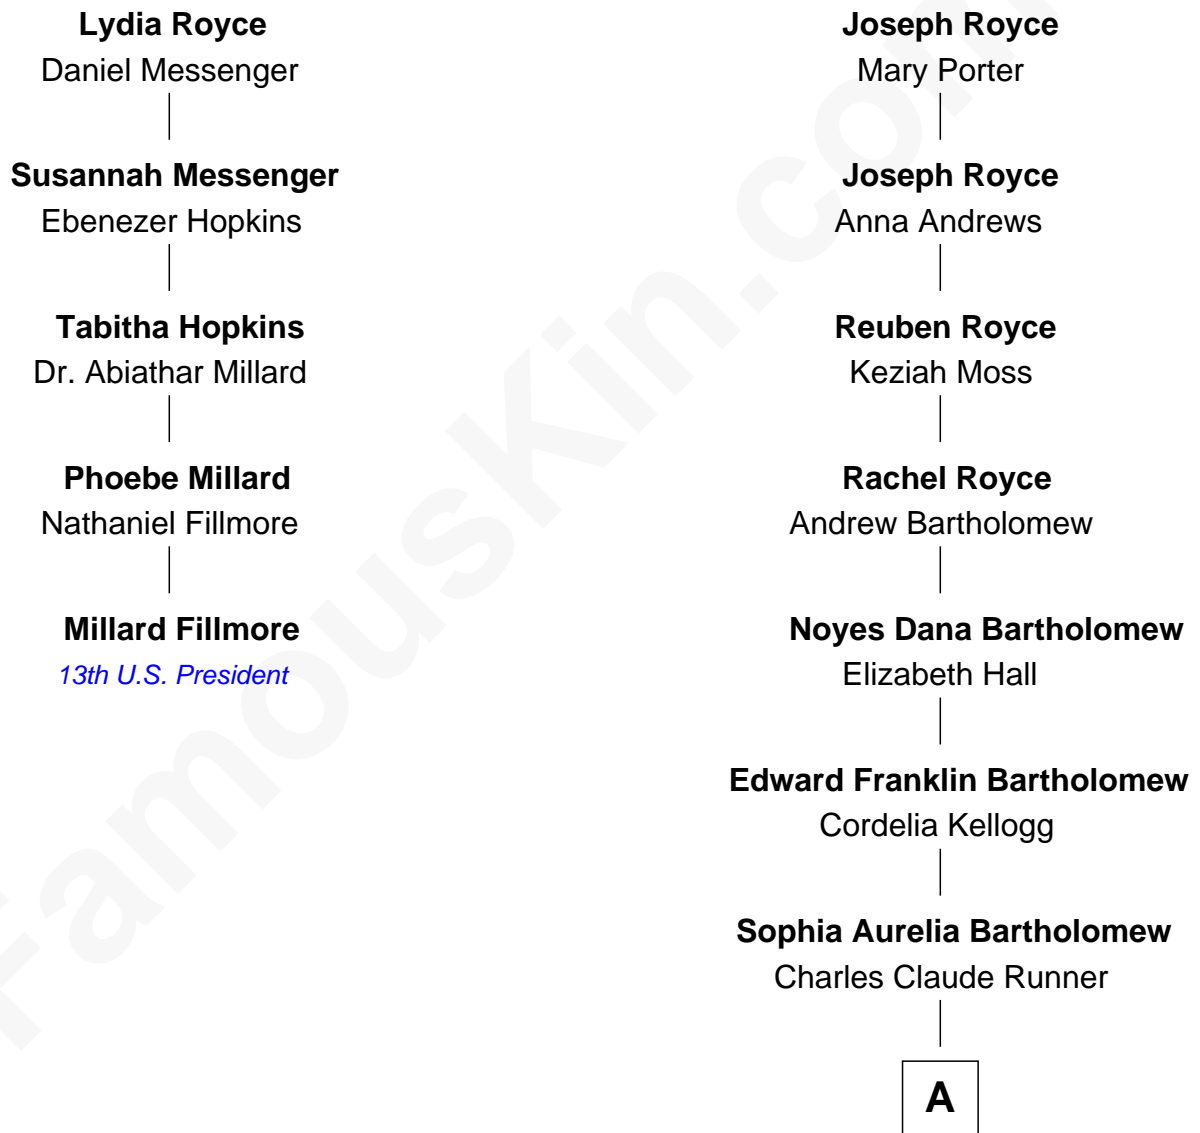 Lydia Royce
Daniel Messenger
Susannah Messenger
Ebenezer Hopkins
Tabitha Hopkins
Dr. Abiathar Millard
Phoebe Millard
Nathaniel Fillmore
Millard Fillmore
13th U.S. President
Joseph Royce
Mary Porter
Joseph Royce
Anna Andrews
Reuben Royce
Keziah Moss
Rachel Royce
Andrew Bartholomew
Noyes Dana Bartholomew
Elizabeth Hall
Edward Franklin Bartholomew
Cordelia Kellogg
Sophia Aurelia Bartholomew
Charles Claude Runner
A
FamousKin.com